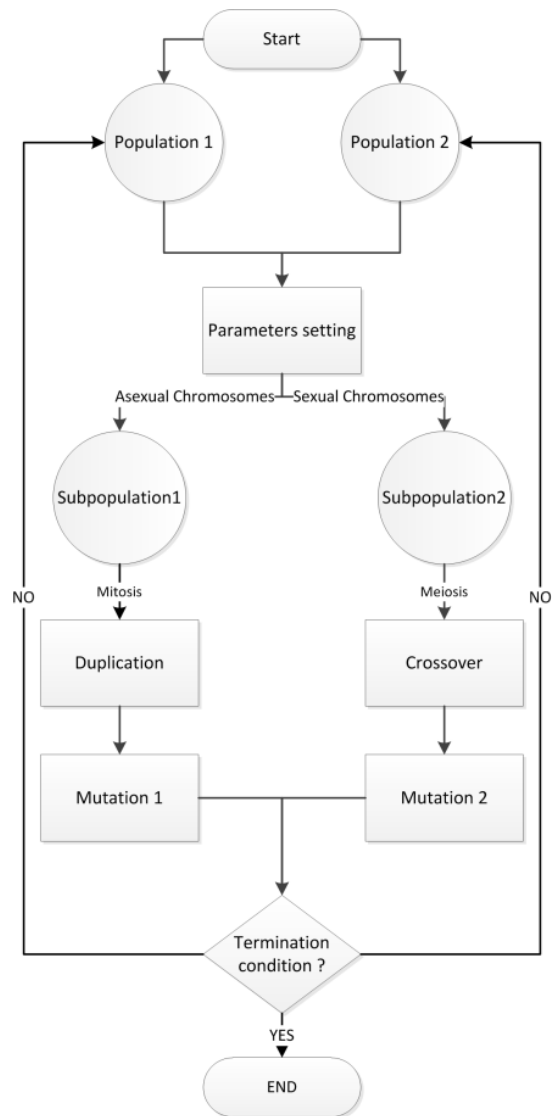 Start
Population 1
Population 2
Parameters setting
Asexual Chromosomes
Sexual Chromosomes
Subpopulation1
Subpopulation2
NO
Mitosis
Meiosis
NO
Duplication
Crossover
Mutation 1
Mutation 2
Termination
condition ?
YES
END